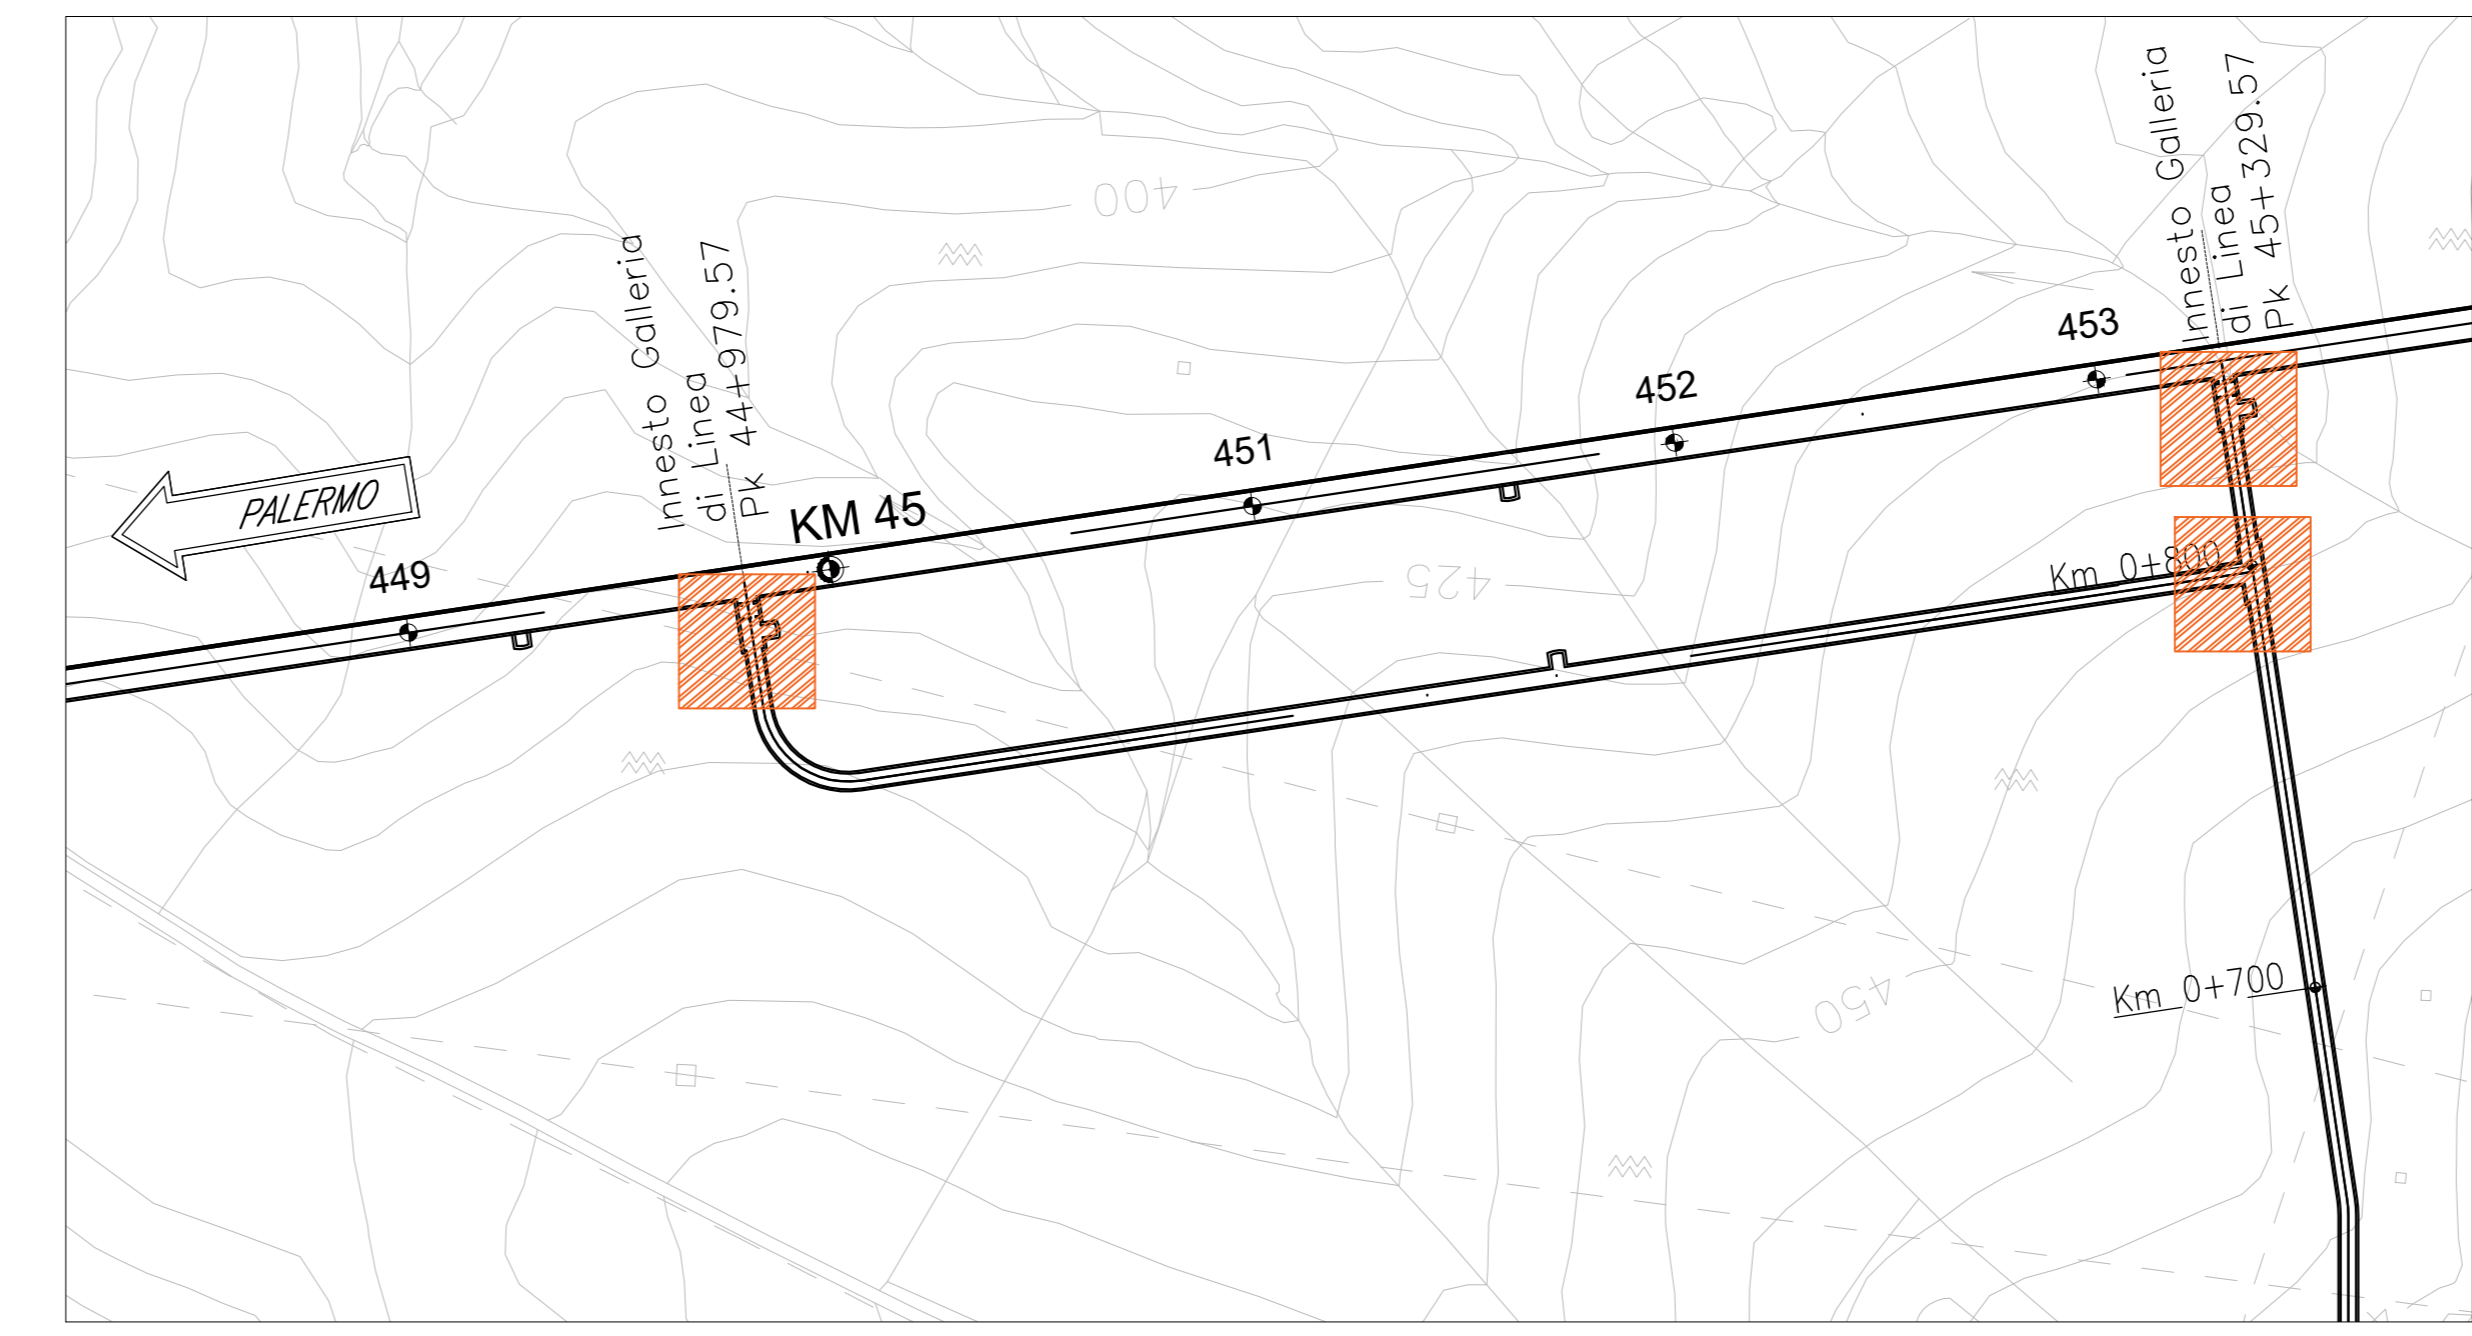 Innesto Galleria
di Linea
Pk 45+329.57
400
Innesto Galleria
di Linea
Pk 44+979.57
453
452
451
KM 45
PALERMO
449
425
Km 0+800
450
Km 0+700